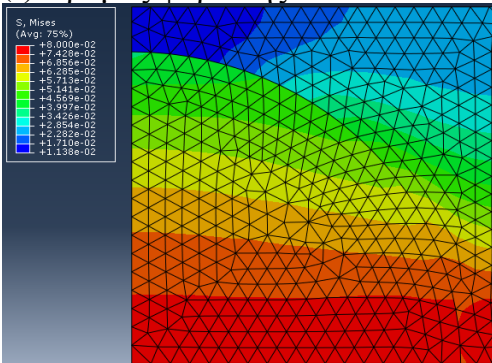 S, Mises
(Avg: 75%)
+8.000e-02
+7.428e-02
+6.856e-02
+6.285e-02
+5.713e-02
+5.141e-02
+4.569e-02
+3.997e-02
+3.426e-02
+2.854e-02
+2.282e-02
+1.710e-02
+1.138e-02